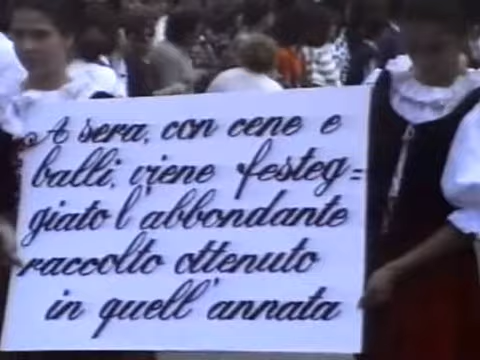 A sera, con cene e
balli, viene festeg=
giato l'abbondante
raccolto ottenuto
in quell'annata